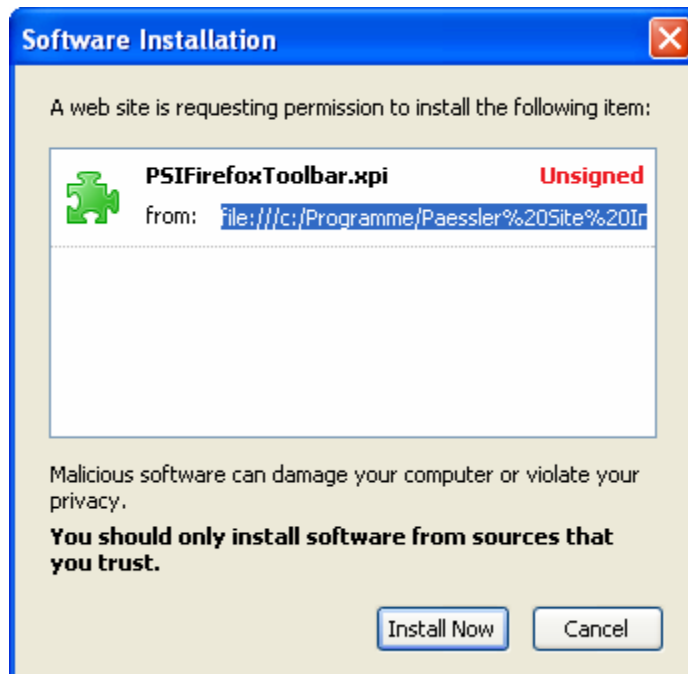 Software Installation
A web site is requesting permission to install the following item:
PSIFirefoxToolbar.xpi Unsigned
from: file:///c:/Programme/Paessler%20Site%20In
Malicious software can damage your computer or violate your
privacy.
You should only install software from sources that
you trust.
Install Now Cancel